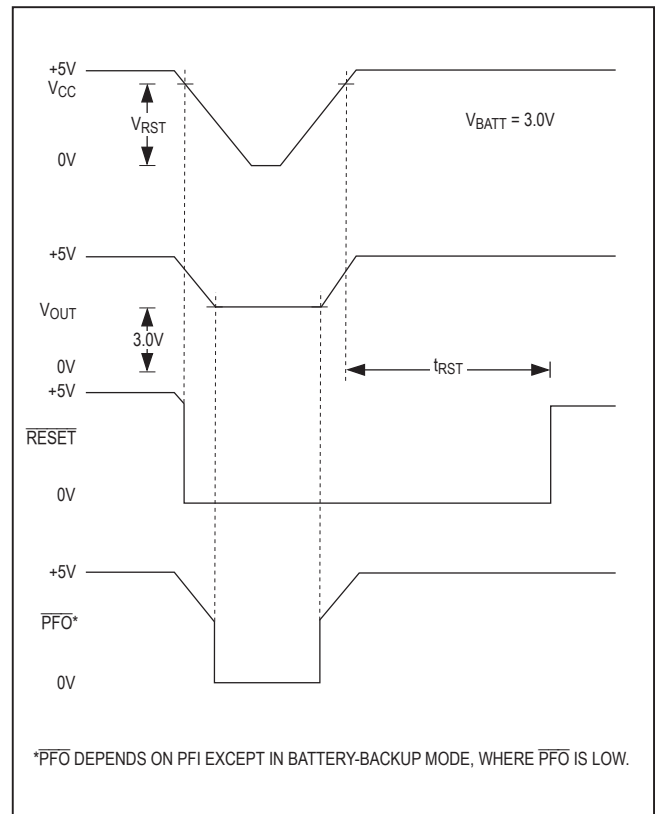 +5V
VCC
VRST
VBATT = 3.0V
0V
+5V
VOUT
3.0V
0V
tRST
+5V
RESET
0V
+5V
PFO*
0V
*PFO DEPENDS ON PFI EXCEPT IN BATTERY-BACKUP MODE, WHERE PFO IS LOW.